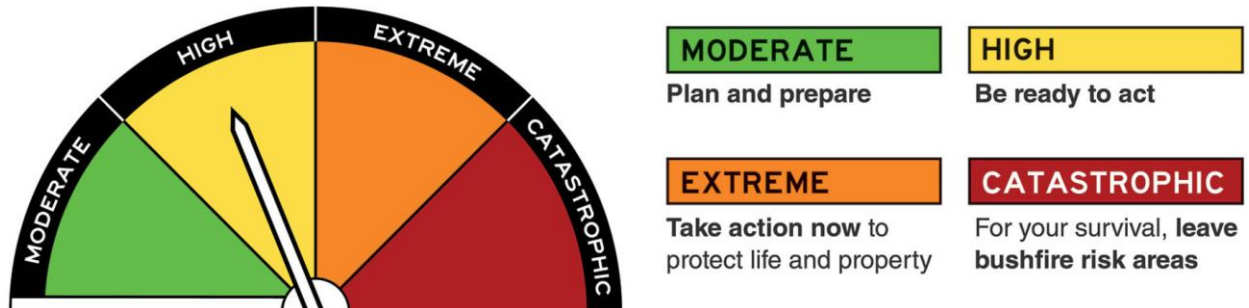 MODERATE
HIGH
EXTREME
CATASTROPHIC
MODERATE
Plan and prepare
HIGH
Be ready to act
EXTREME
Take action now to
protect life and property
CATASTROPHIC
For your survival, leave
bushfire risk areas